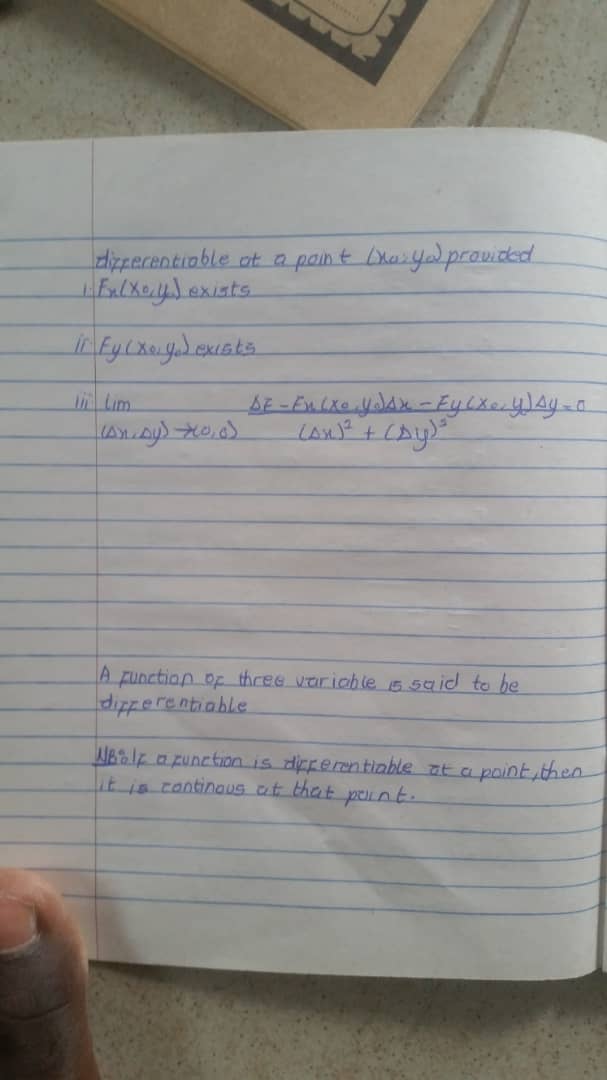 differentiable at a point (x₀, y₀) provided
i. Fx(x₀, y₀) exists
ii Fy(x₀, y₀) exists
iii lim ΔF - Fx(x₀, y₀)Δx - Fy(x₀, y₀)Δy = 0
(Δx, Δy) → (0, 0) (Δx)² + (Δy)²
A function of three variable is said to be
differentiable
NB: If a function is differentiable at a point, then
it is continous at that point.